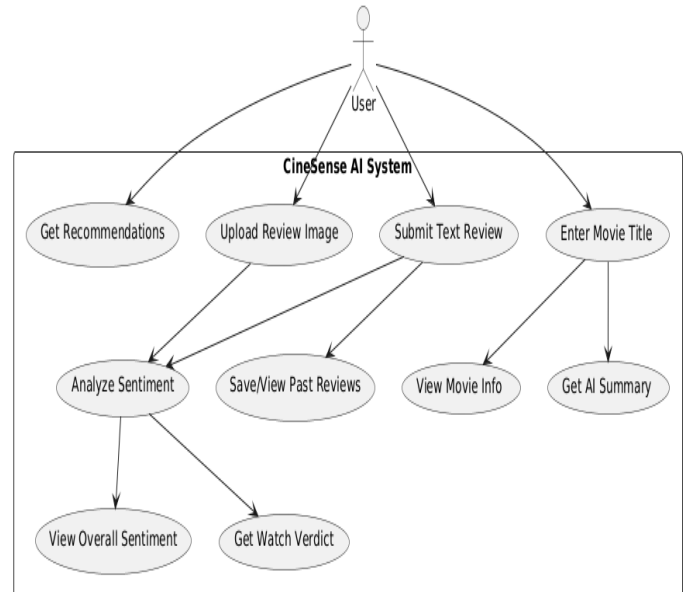 User
CineSense AI System
Get Recommendations
Upload Review Image
Submit Text Review
Enter Movie Title
Analyze Sentiment
Save/View Past Reviews
View Movie Info
Get AI Summary
View Overall Sentiment
Get Watch Verdict